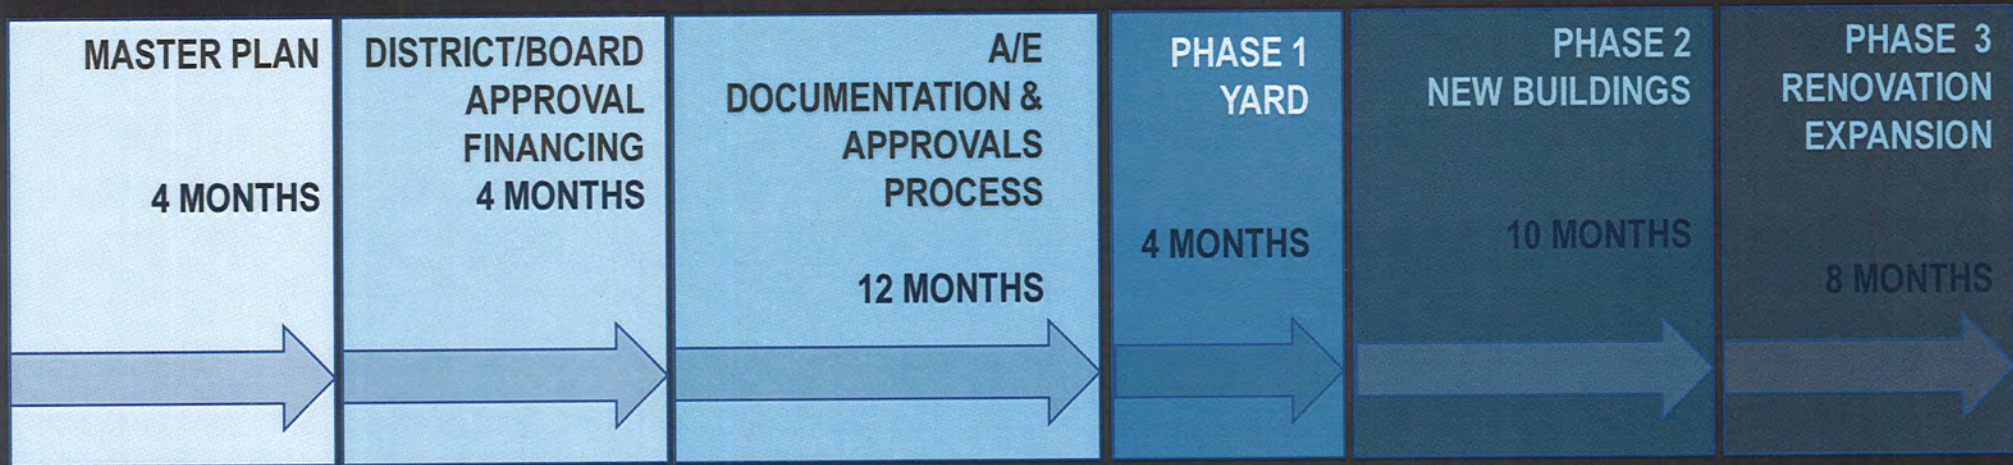 MASTER PLAN
4 MONTHS
DISTRICT/BOARD
APPROVAL
FINANCING
4 MONTHS
A/E
DOCUMENTATION &
APPROVALS
PROCESS
12 MONTHS
PHASE 1
YARD
4 MONTHS
PHASE 2
NEW BUILDINGS
10 MONTHS
PHASE 3
RENOVATION
EXPANSION
8 MONTHS